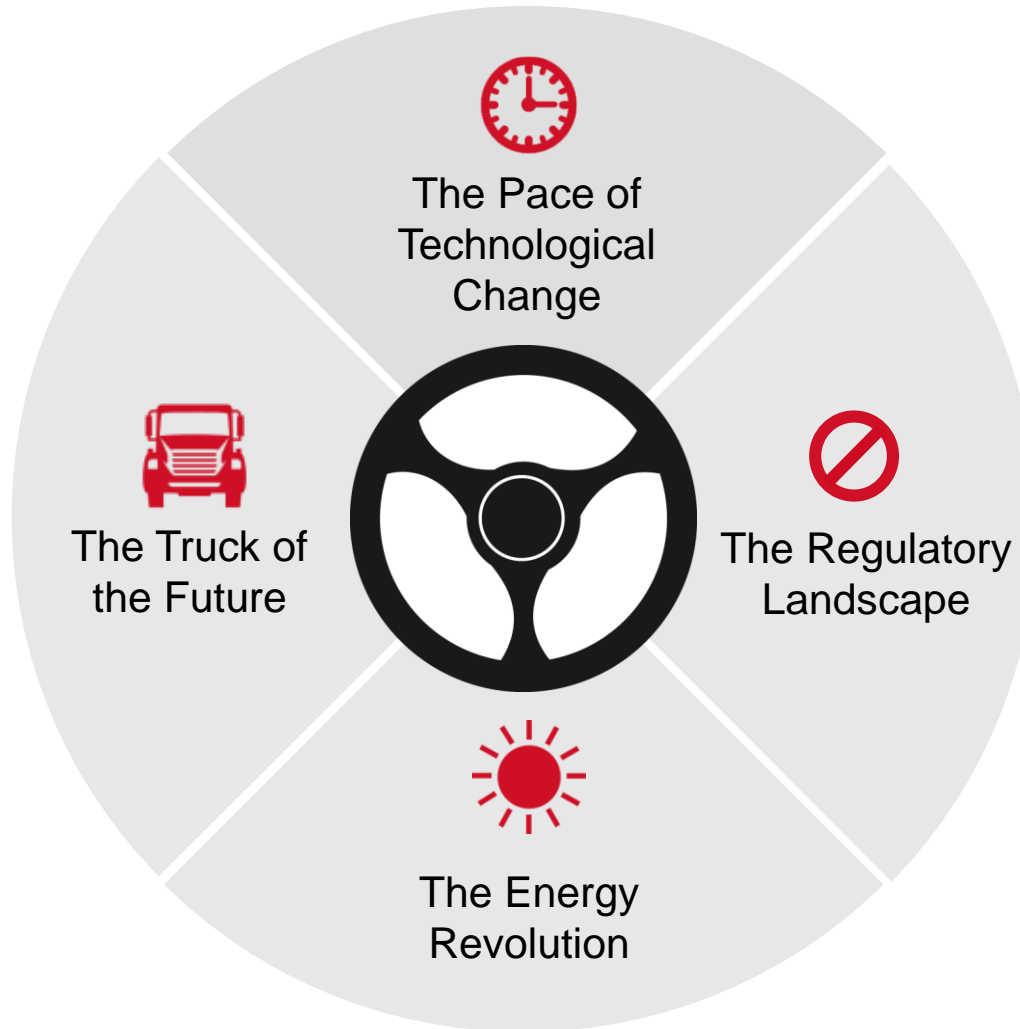 The Pace of
Technological
Change
The Truck of
the Future
The Regulatory
Landscape
The Energy
Revolution